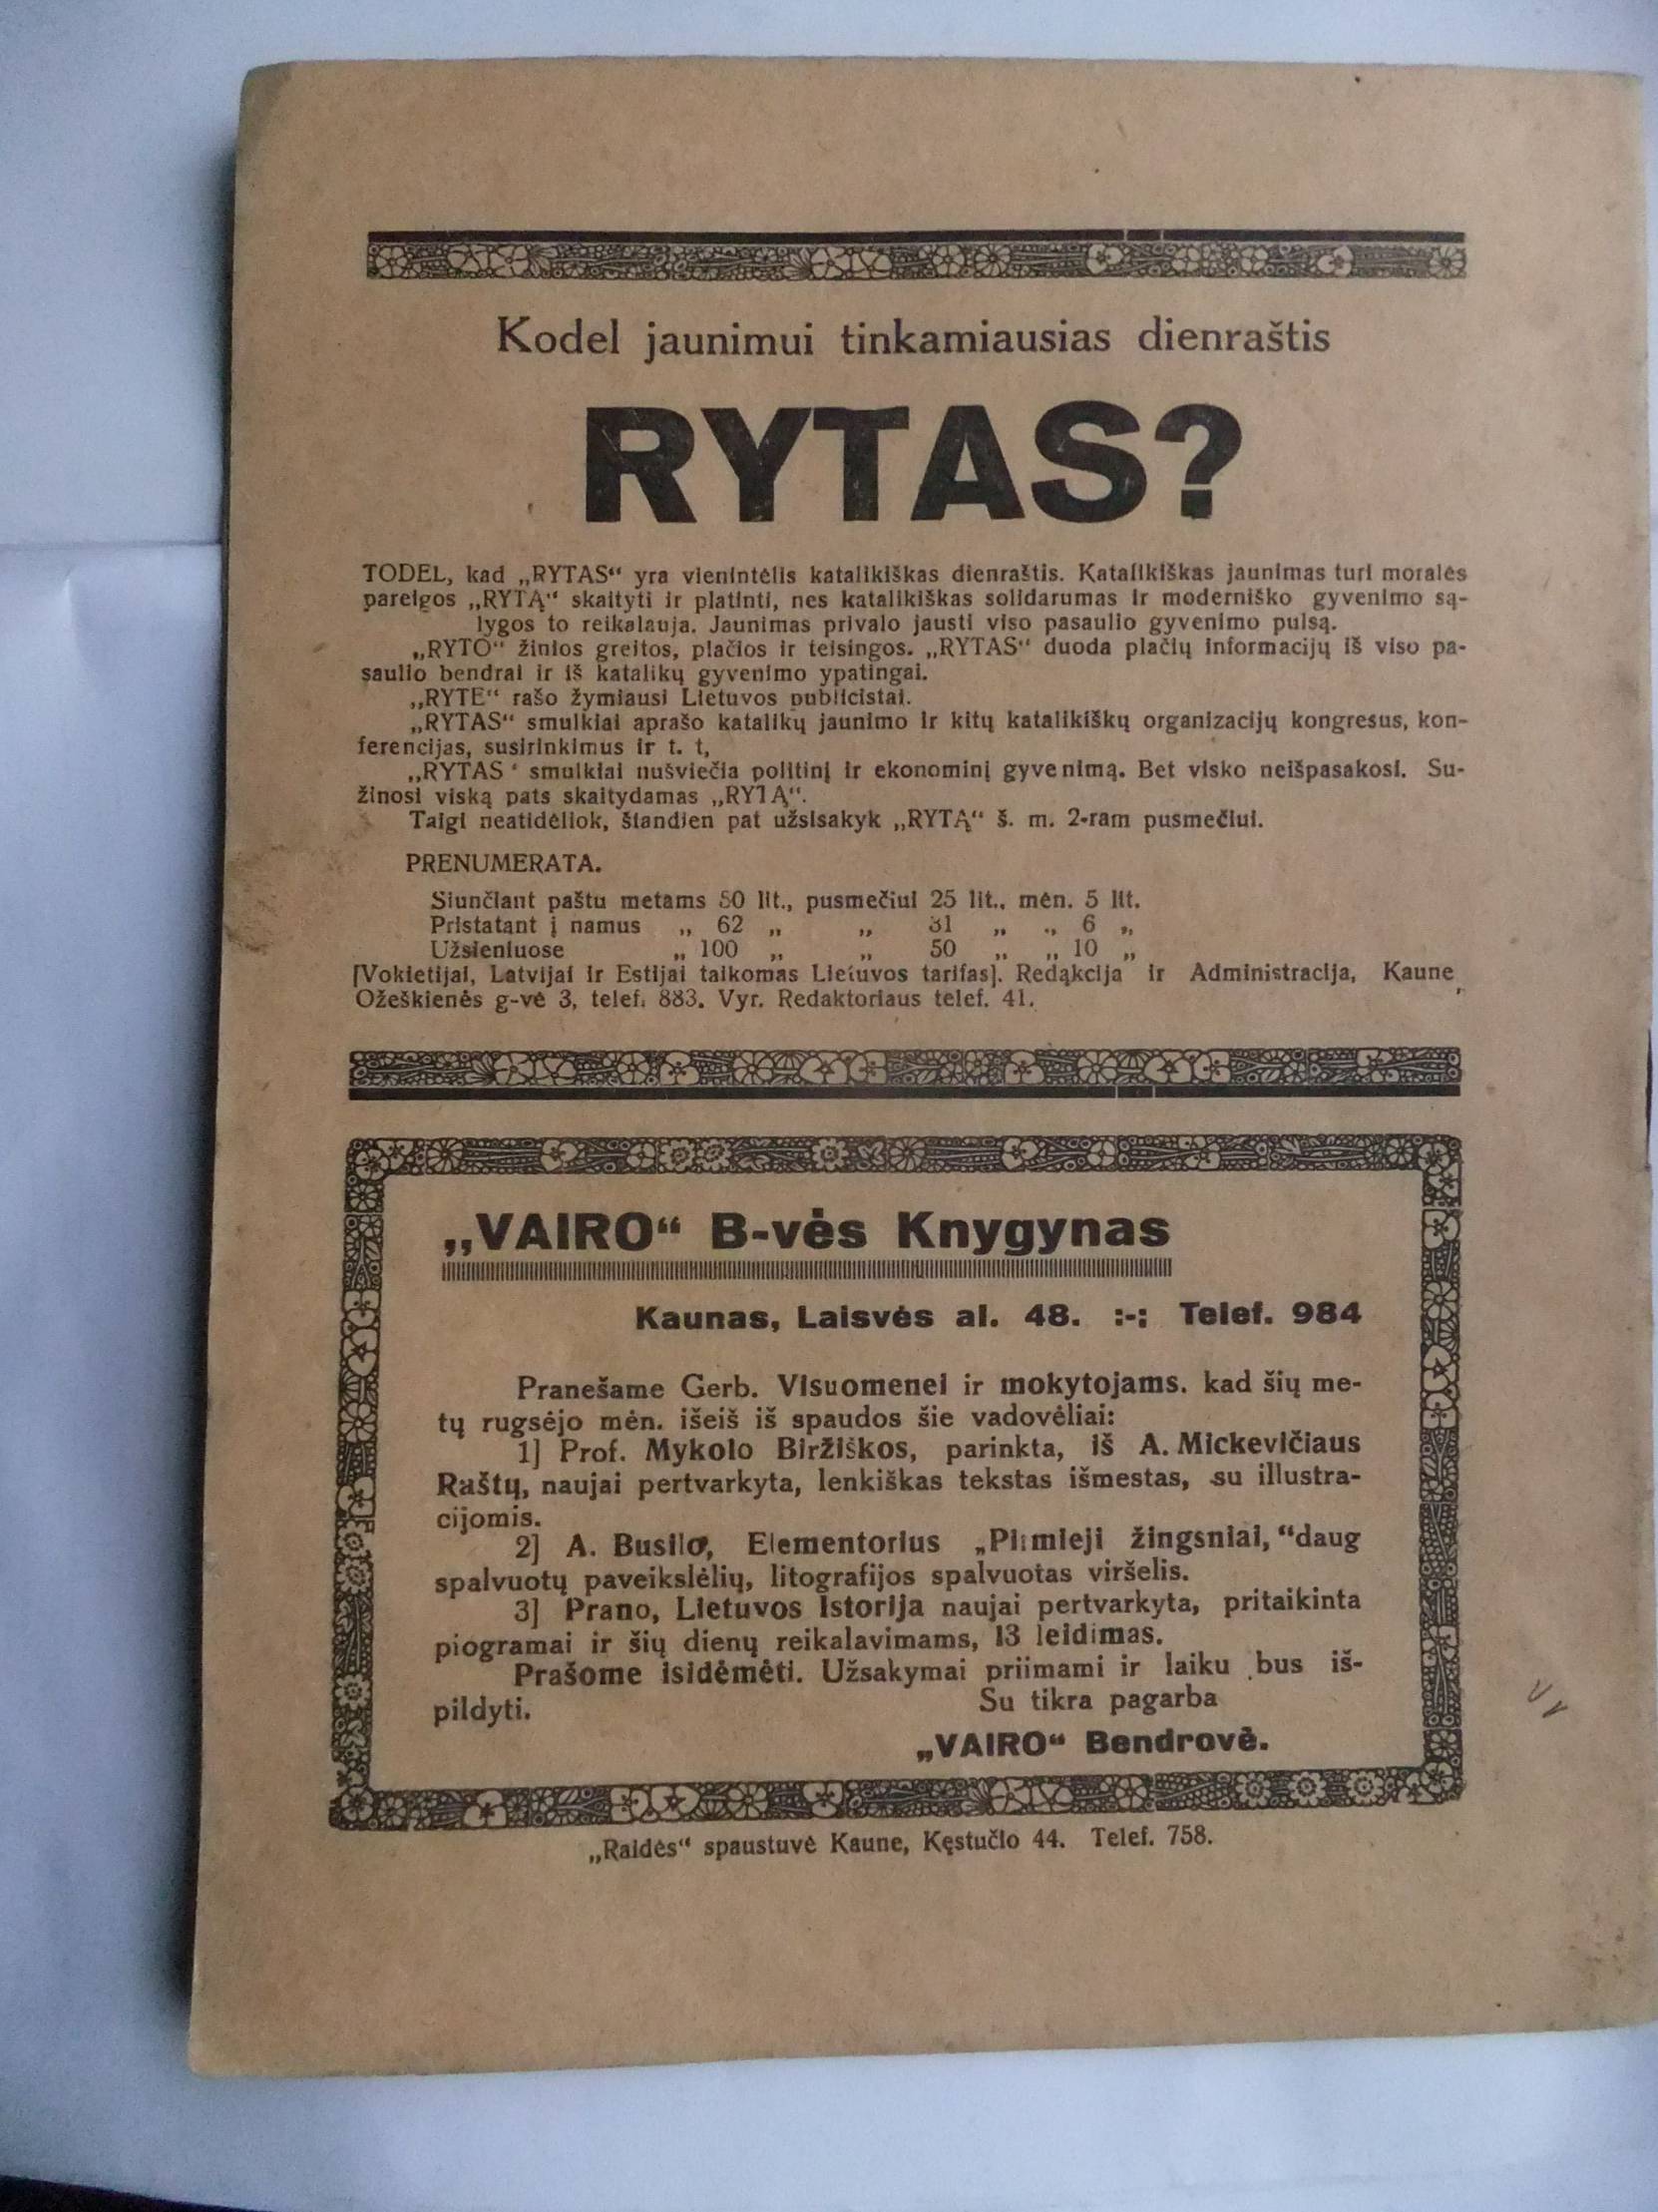 Kodel jaunimui tinkamiausias dienraštis
RYTAS?
TODEL, kad „RYTAS“ yra vienintėlis katalikiškas dienraštis. Katalikiškas jaunimas turi moralės
pareigos „RYTĄ“ skaityti ir platinti, nes katalikiškas solidarumas ir moderniško gyvenimo są-
lygos to reikalauja. Jaunimas privalo jausti viso pasaulio gyvenimo pulsą.
„RYTO“ žinios greitos, plačios ir teisingos. „RYTAS“ duoda plačių informacijų iš viso pa-
saulio bendrai ir iš katalikų gyvenimo ypatingai.
„RYTE“ rašo žymiausi Lietuvos publicistai.
„RYTAS“ smulkiai aprašo katalikų jaunimo ir kitų katalikiškų organizacijų kongresus, kon-
ferencijas, susirinkimus ir t. t,
„RYTAS‘ smulkiai nušviečia politinį ir ekonominį gyvenimą. Bet visko neišpasakosi. Su-
žinosi viską pats skaitydamas „RYTĄ“.
Taigi neatidėliok, šiandien pat užsisakyk „RYTĄ“ š. m. 2-ram pusmečiui.
PRENUMERATA.
Siunčiant paštu metams 50 lit., pusmečiui 25 lit., mėn. 5 lit.
Pristatant į namus „ 62 „ „ 31 „ „ 6 „
Užsieniuose „ 100 „ „ 50 „ „ 10 „
[Vokietijai, Latvijai ir Estijai taikomas Lietuvos tarifas]. Redąkcija ir Administracija, Kaune,
Ožeškienės g-vė 3, telef. 883. Vyr. Redaktoriaus telef. 41.
„VAIRO“ B-vės Knygynas
Kaunas, Laisvės al. 48. :-: Telef. 984
Pranešame Gerb. Visuomenei ir mokytojams. kad šių me-
tų rugsėjo mėn. išeiš iš spaudos šie vadovėliai:
1] Prof. Mykolo Biržiškos, parinkta, iš A. Mickevičiaus
Raštų, naujai pertvarkyta, lenkiškas tekstas išmestas, su illustra-
cijomis.
2] A. Busilo, Elementorius „Pirmieji žingsniai, “daug
spalvuotų paveikslėlių, litografijos spalvuotas viršelis.
3] Prano, Lietuvos Istorija naujai pertvarkyta, pritaikinta
programai ir šių dienų reikalavimams, 13 leidimas.
Prašome isidėmėti. Užsakymai priimami ir laiku bus iš-
pildyti. Su tikra pagarba
„VAIRO“ Bendrovė.
„Raidės“ spaustuvė Kaune, Kęstučio 44. Telef. 758.